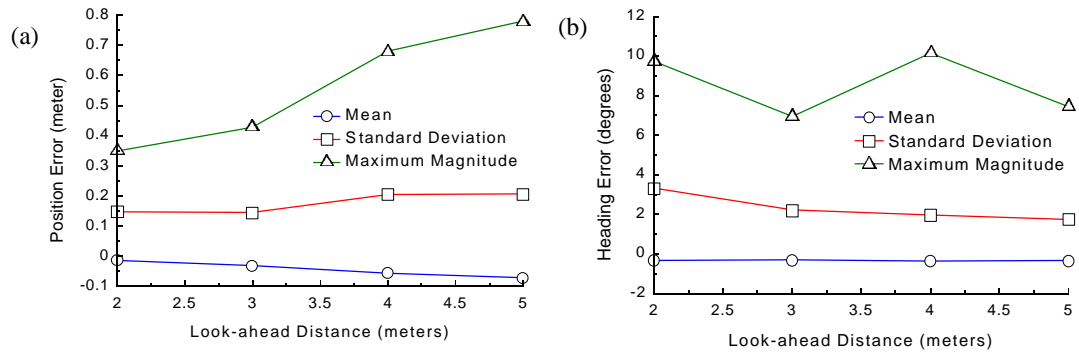 (a)
0.8
0.7
0.6
0.5
0.4
0.3
0.2
0.1
0
-0.1
Position Error (meter)
Mean
Standard Deviation
Maximum Magnitude
2 2.5 3 3.5 4 4.5 5
Look-ahead Distance (meters)
(b)
12
10
8
6
4
2
0
-2
Heading Error (degrees)
Mean
Standard Deviation
Maximum Magnitude
2 2.5 3 3.5 4 4.5 5
Look-ahead Distance (meters)